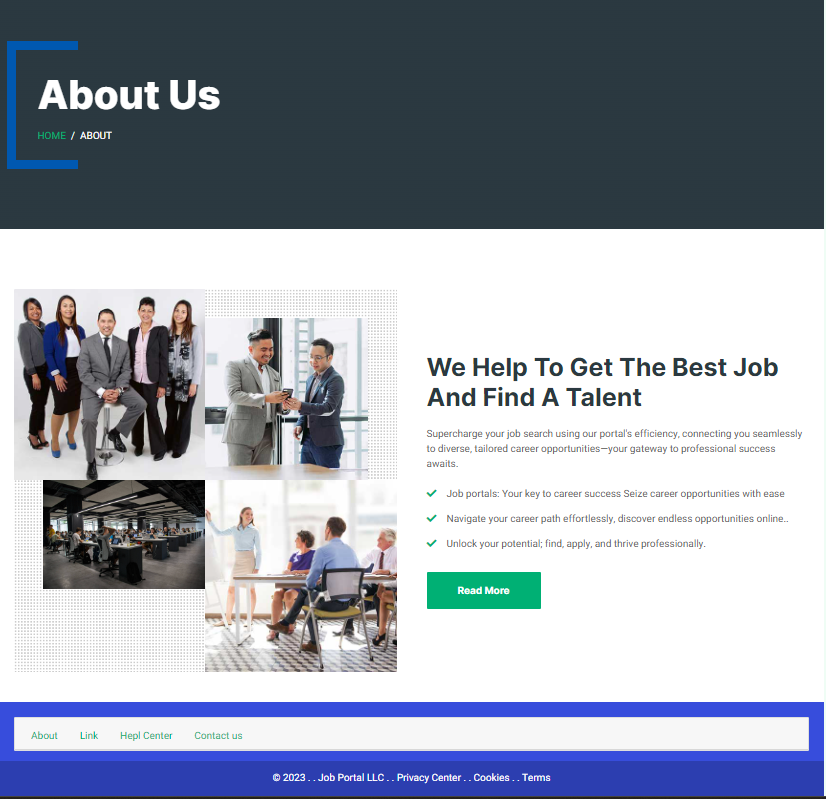 About Us
HOME / ABOUT
We Help To Get The Best Job
And Find A Talent
Supercharge your job search using our portal's efficiency, connecting you seamlessly
to diverse, tailored career opportunities—your gateway to professional success
awaits.
Job portals: Your key to career success Seize career opportunities with ease
Navigate your career path effortlessly, discover endless opportunities online..
Unlock your potential; find, apply, and thrive professionally.
Read More
About Link Hepl Center Contact us
© 2023 . . Job Portal LLC . . Privacy Center . . Cookies . . Terms